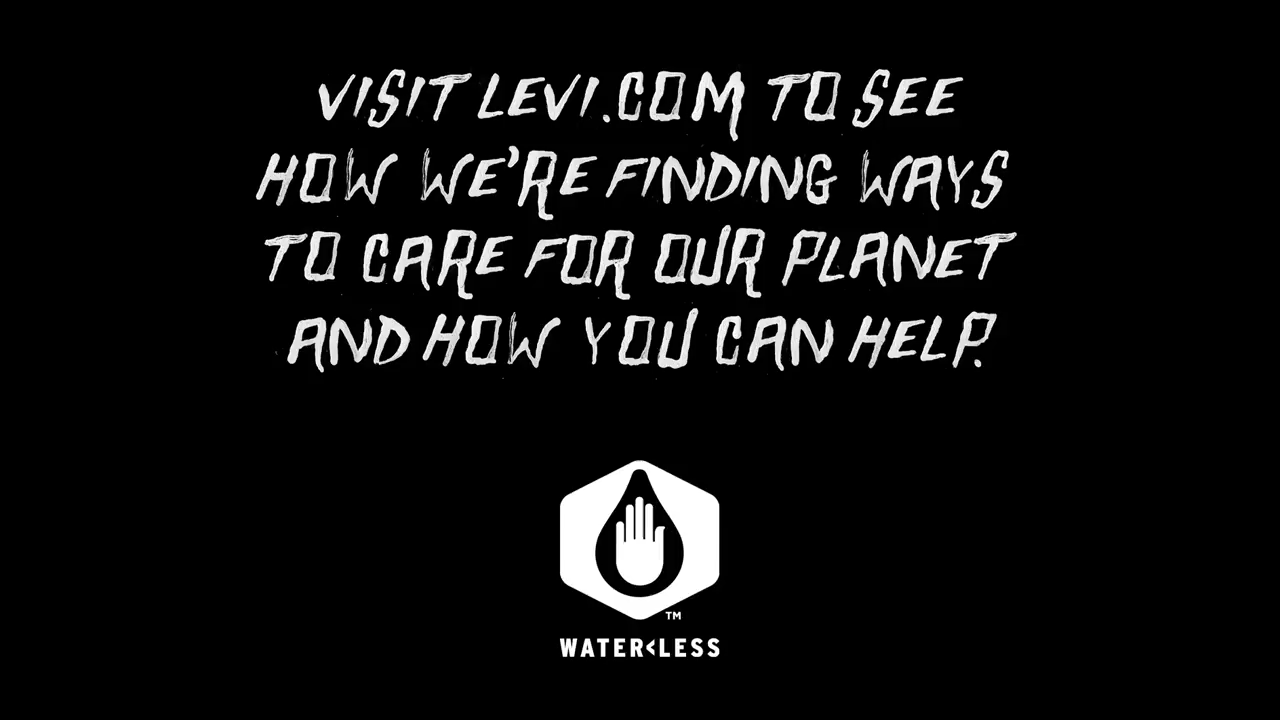 VISIT LEVI.COM TO SEE
HOW WE'RE FINDING WAYS
TO CARE FOR OUR PLANET
AND HOW YOU CAN HELP.
TM
WATER<LESS